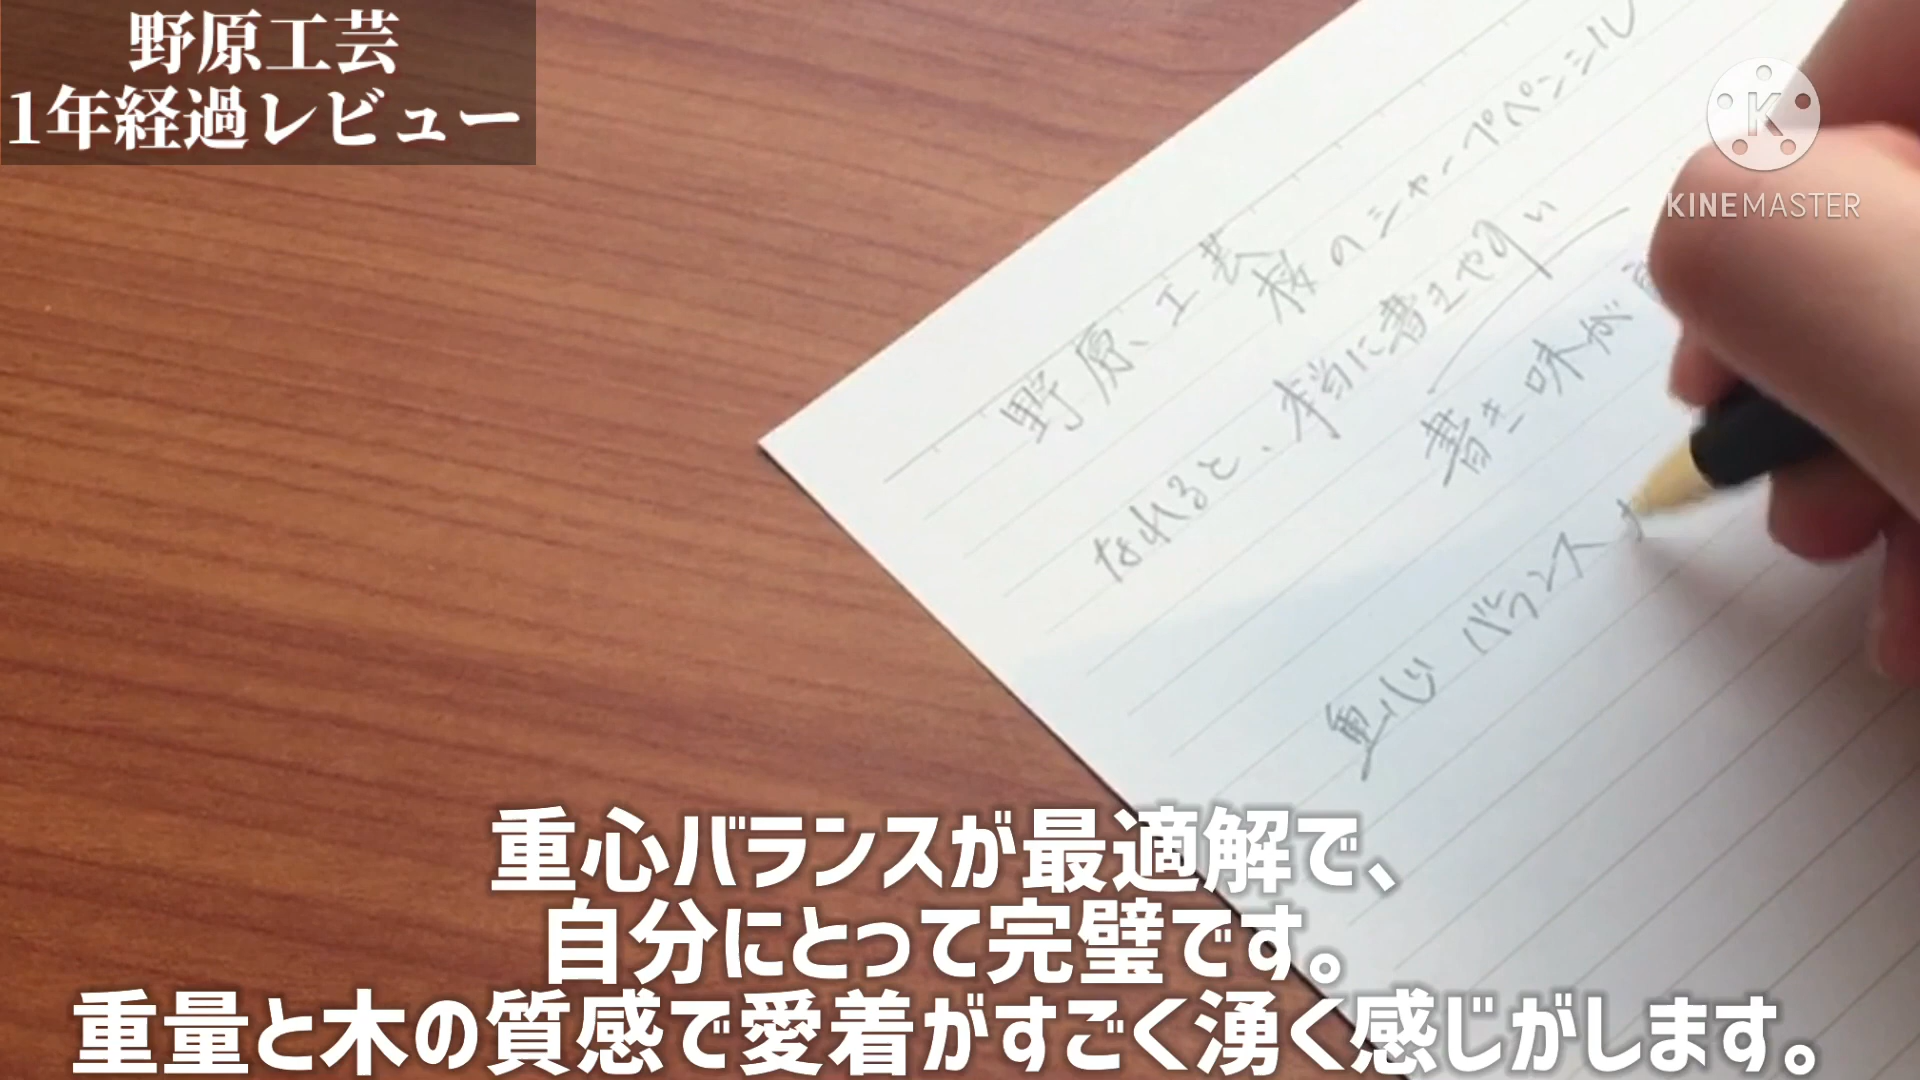 野原工芸
1年経過レビュー
K
KINEMASTER
野原工芸
様のシャープペンシル
なれると、本当に書きやすい
書き味が
重心バランスが
重心バランスが最適解で、
自分にとって完璧です。
重量と木の質感で愛着がすごく湧く感じがします。